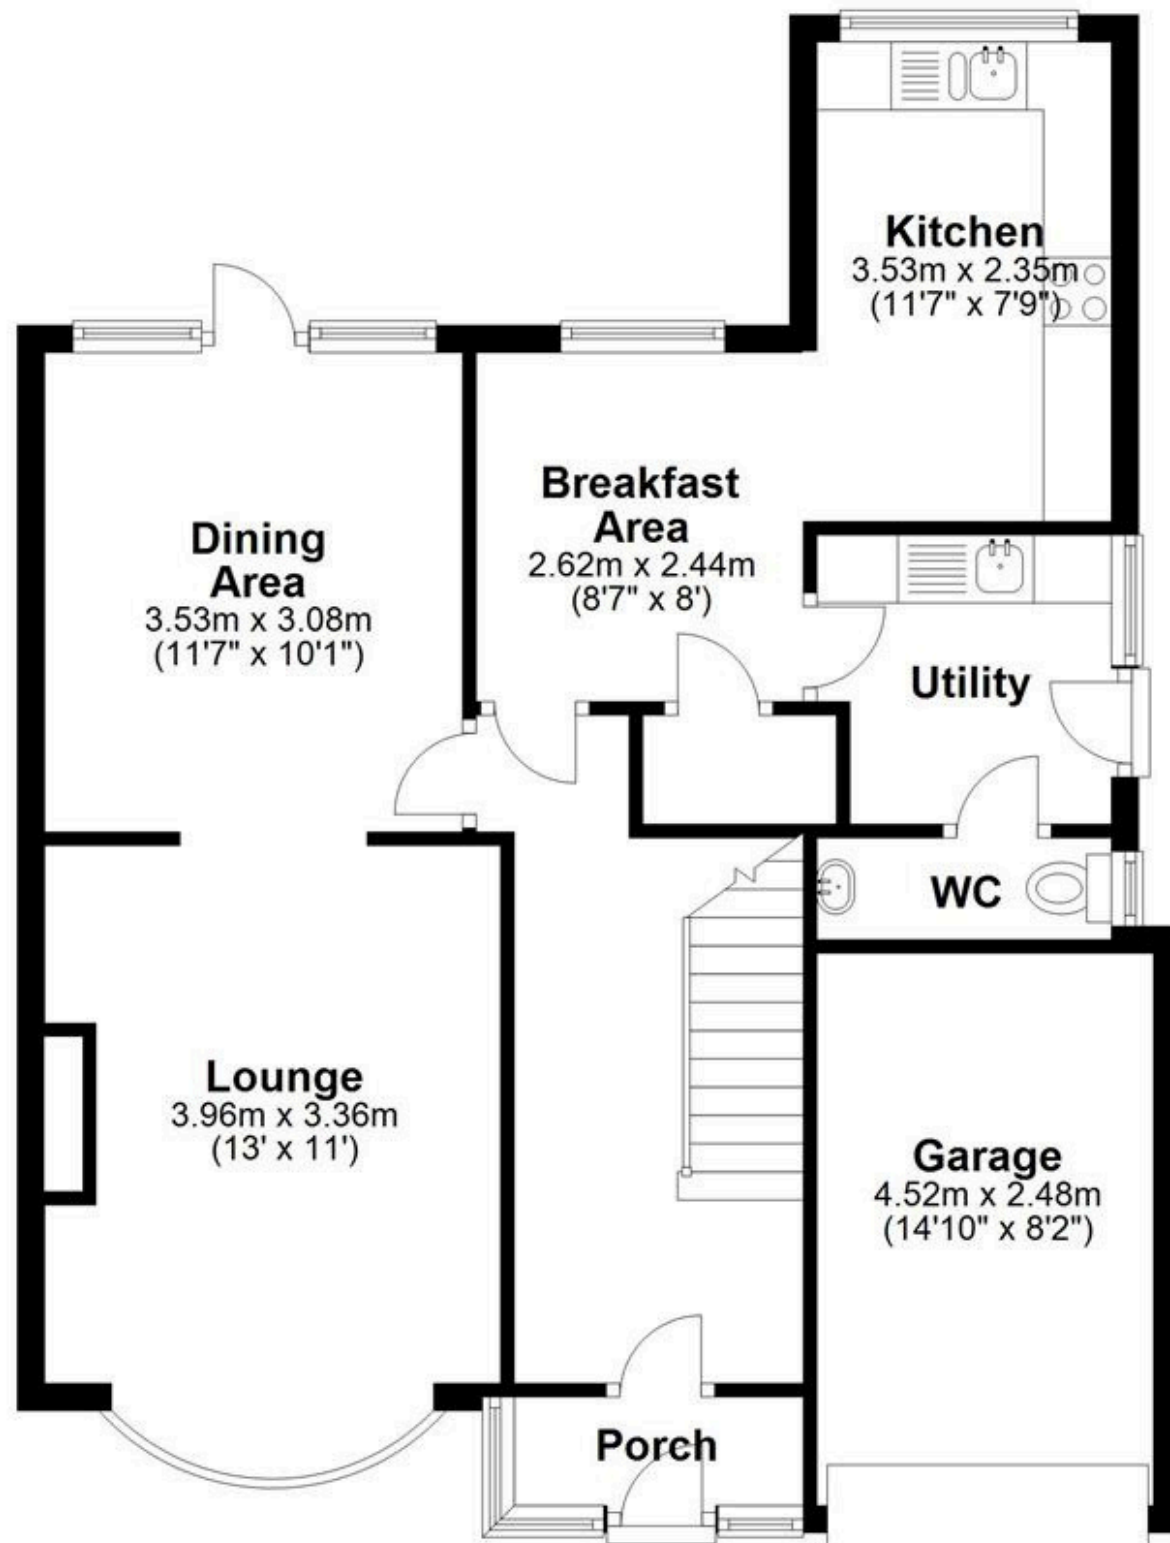 Kitchen
3.53m x 2.35m
(11'7" x 7'9")
Breakfast
Area
2.62m x 2.44m
(8'7" x 8')
Dining
Area
3.53m x 3.08m
(11'7" x 10'1")
Utility
WC
Lounge
3.96m x 3.36m
(13' x 11')
Garage
4.52m x 2.48m
(14'10" x 8'2")
Porch